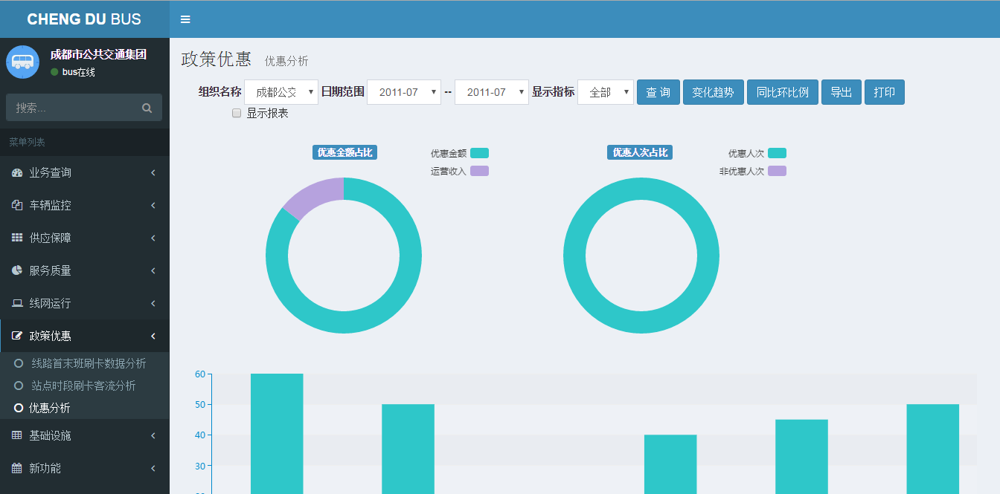 CHENG DU BUS
成都市公共交通集团
bus在线
搜索...
菜单列表
业务查询
车辆监控
供应保障
服务质量
线网运行
政策优惠
线路首末班刷卡数据分析
站点时段刷卡客流分析
优惠分析
基础设施
新功能
政策优惠 优惠分析
组织名称 成都公交 日期范围 2011-07 -- 2011-07 显示指标 全部 查 询 变化趋势 同比环比例 导出 打印
显示报表
优惠金额占比
优惠金额
运营收入
优惠人次占比
优惠人次
非优惠人次
60
50
40
30